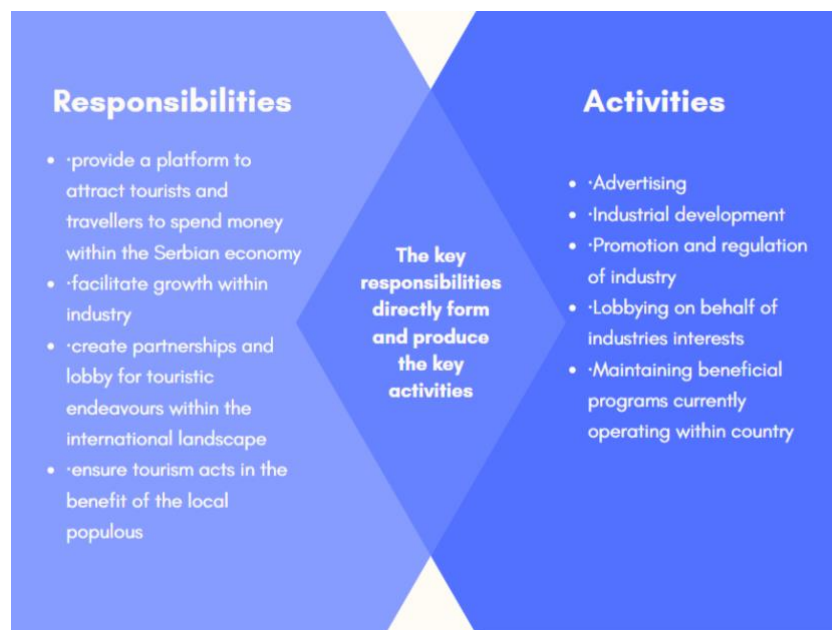 Responsibilities
• ·provide a platform to
attract tourists and
travellers to spend money
within the Serbian economy
• ·facilitate growth within
industry
• ·create partnerships and
lobby for touristic
endeavours within the
international landscape
• ·ensure tourism acts in the
benefit of the local
populous
The key
responsibilities
directly form
and produce
the key
activities
Activities
• ·Advertising
• ·Industrial development
• ·Promotion and regulation
of industry
• ·Lobbying on behalf of
industries interests
• ·Maintaining beneficial
programs currently
operating within country